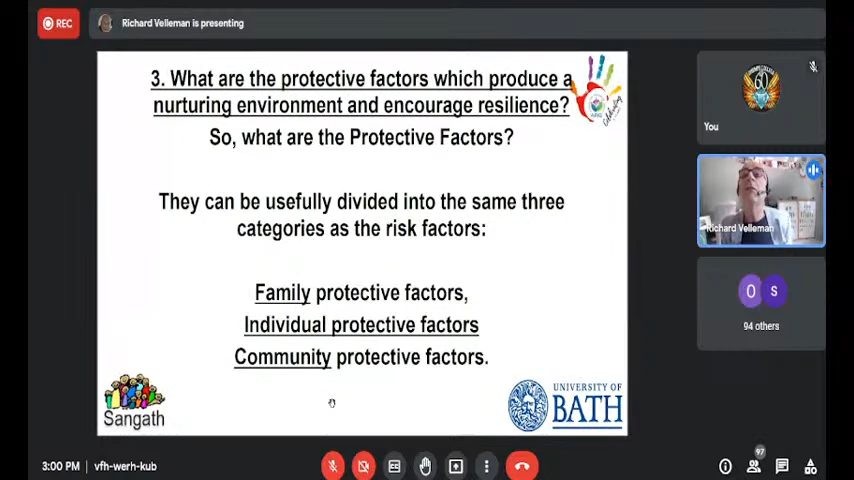 REC
Richard Velleman is presenting
3. What are the protective factors which produce a
nurturing environment and encourage resilience?
So, what are the Protective Factors?
They can be usefully divided into the same three
categories as the risk factors:
Family protective factors,
Individual protective factors
Community protective factors.
Sangath
UNIVERSITY OF
BATH
60
You
Richard Velleman
O S
94 others
3:00 PM | vfh-werh-kub
97